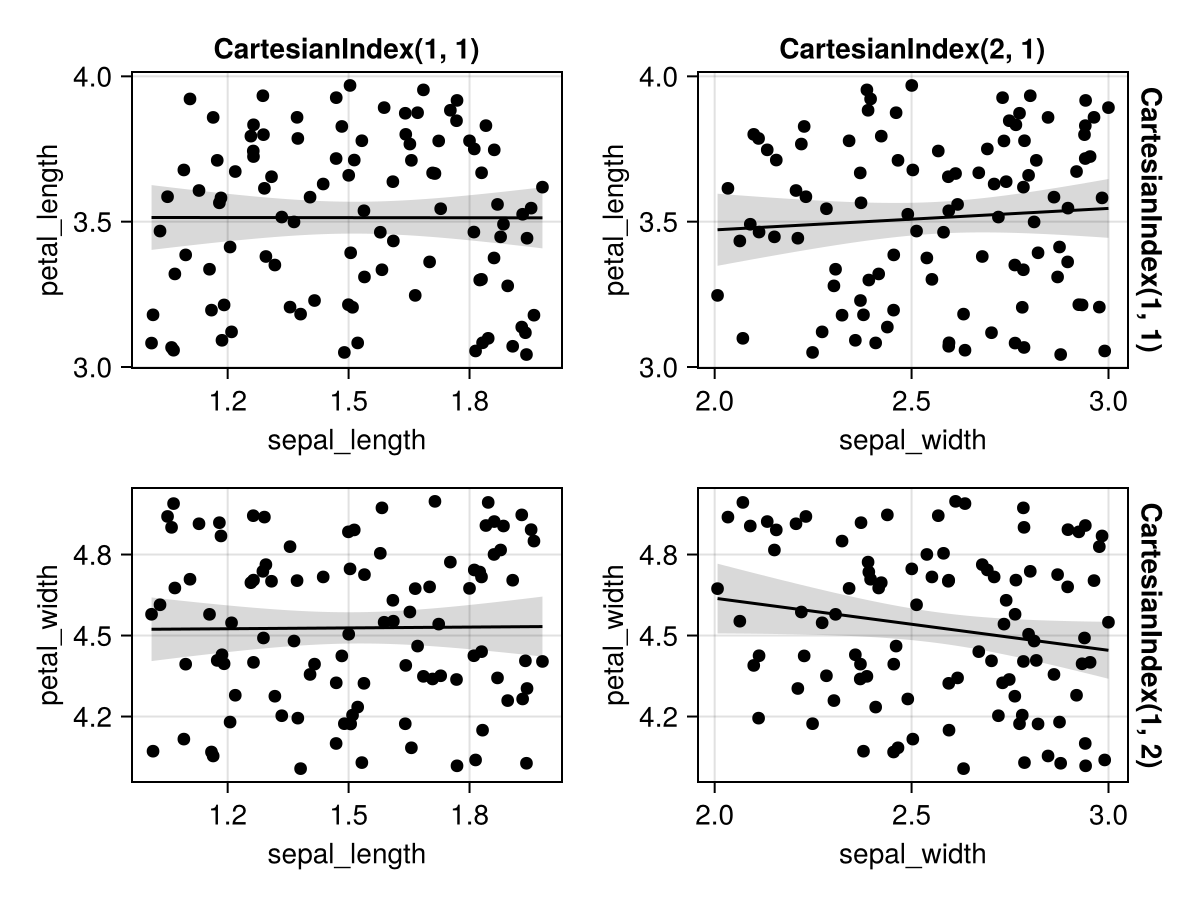 CartesianIndex(1, 1)
CartesianIndex(2, 1)
4.0
3.5
3.0
petal_length
1.2
1.5
1.8
sepal_length
4.0
3.5
3.0
petal_length
2.0
2.5
3.0
sepal_width
CartesianIndex(1, 1)
4.8
4.5
4.2
petal_width
1.2
1.5
1.8
sepal_length
4.8
4.5
4.2
petal_width
2.0
2.5
3.0
sepal_width
CartesianIndex(1, 2)